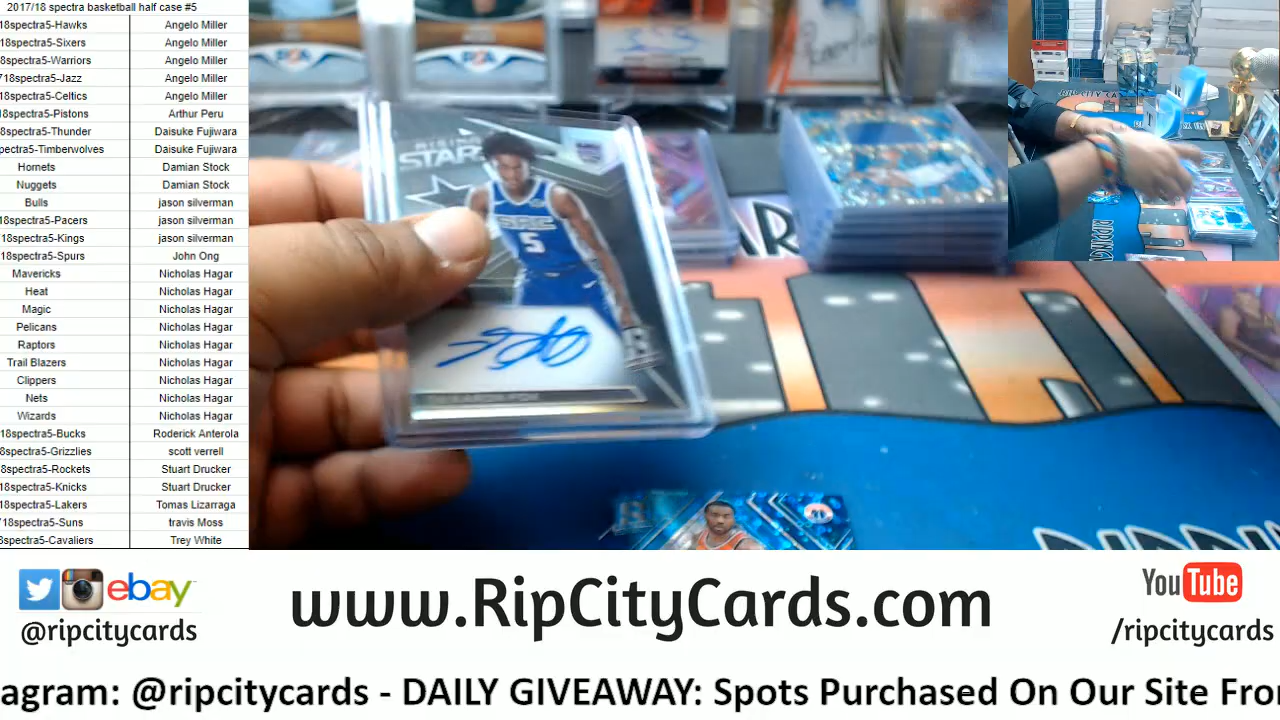 2017/18 spectra basketball half case #5
18spectra5-Hawks Angelo Miller
18spectra5-Sixers Angelo Miller
8spectra5-Warriors Angelo Miller
718spectra5-Jazz Angelo Miller
18spectra5-Celtics Angelo Miller
18spectra5-Pistons Arthur Peru
8spectra5-Thunder Daisuke Fujiwara
pectra5-Timberwolves Daisuke Fujiwara
Hornets Damian Stock
Nuggets Damian Stock
Bulls jason silverman
18spectra5-Pacers jason silverman
18spectra5-Kings jason silverman
18spectra5-Spurs John Ong
Mavericks Nicholas Hagar
Heat Nicholas Hagar
Magic Nicholas Hagar
Pelicans Nicholas Hagar
Raptors Nicholas Hagar
Trail Blazers Nicholas Hagar
Clippers Nicholas Hagar
Nets Nicholas Hagar
Wizards Nicholas Hagar
18spectra5-Bucks Roderick Anterola
8spectra5-Grizzlies scott verrell
8spectra5-Rockets Stuart Drucker
8spectra5-Knicks Stuart Drucker
18spectra5-Lakers Tomas Lizarraga
718spectra5-Suns travis Moss
8spectra5-Cavaliers Trey White
RISING
STARS
SAC
5
ebay
@ripcitycards
www.RipCityCards.com
YouTube
/ripcitycards
agram: @ripcitycards - DAILY GIVEAWAY: Spots Purchased On Our Site Fro